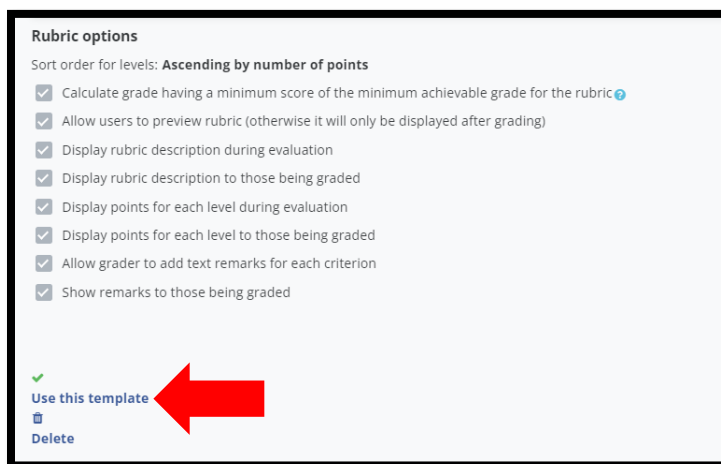 Rubric options
Sort order for levels: Ascending by number of points
Calculate grade having a minimum score of the minimum achievable grade for the rubric
Allow users to preview rubric (otherwise it will only be displayed after grading)
Display rubric description during evaluation
Display rubric description to those being graded
Display points for each level during evaluation
Display points for each level to those being graded
Allow grader to add text remarks for each criterion
Show remarks to those being graded
Use this template
Delete